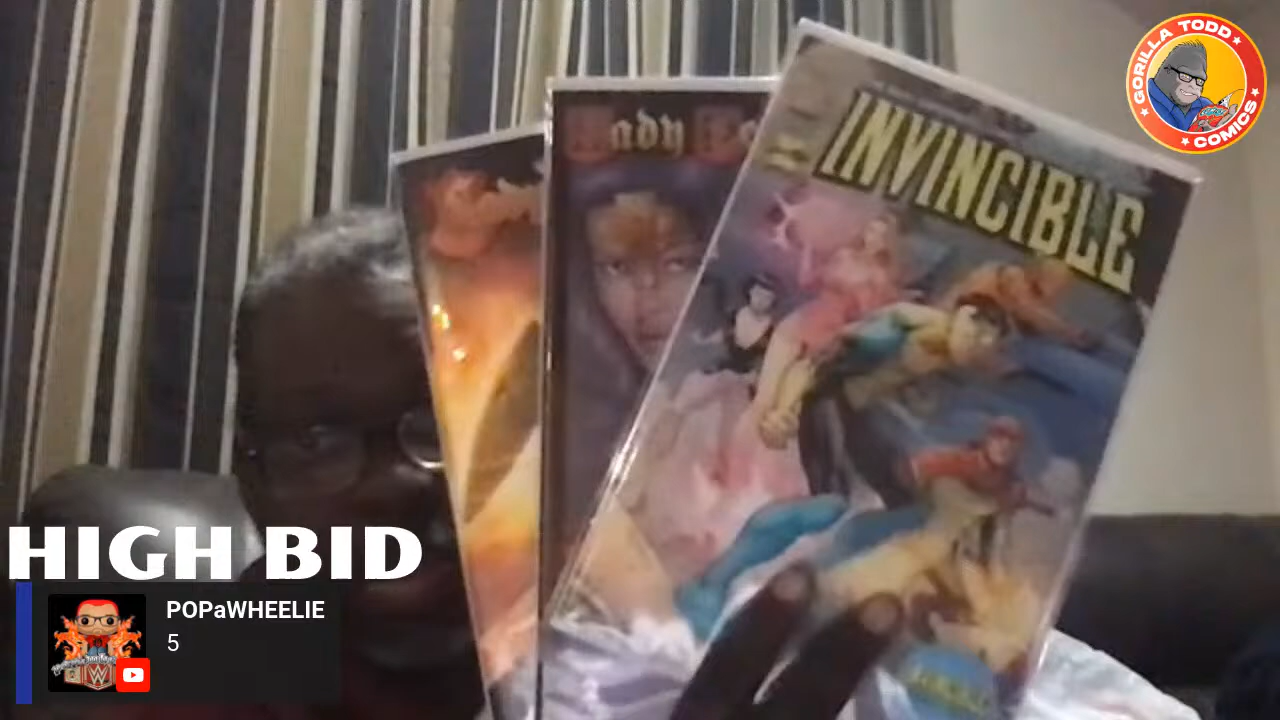 GORILLA TODD
COMICS
INVINCIBLE
HIGH BID
POPaWHEELIE
5